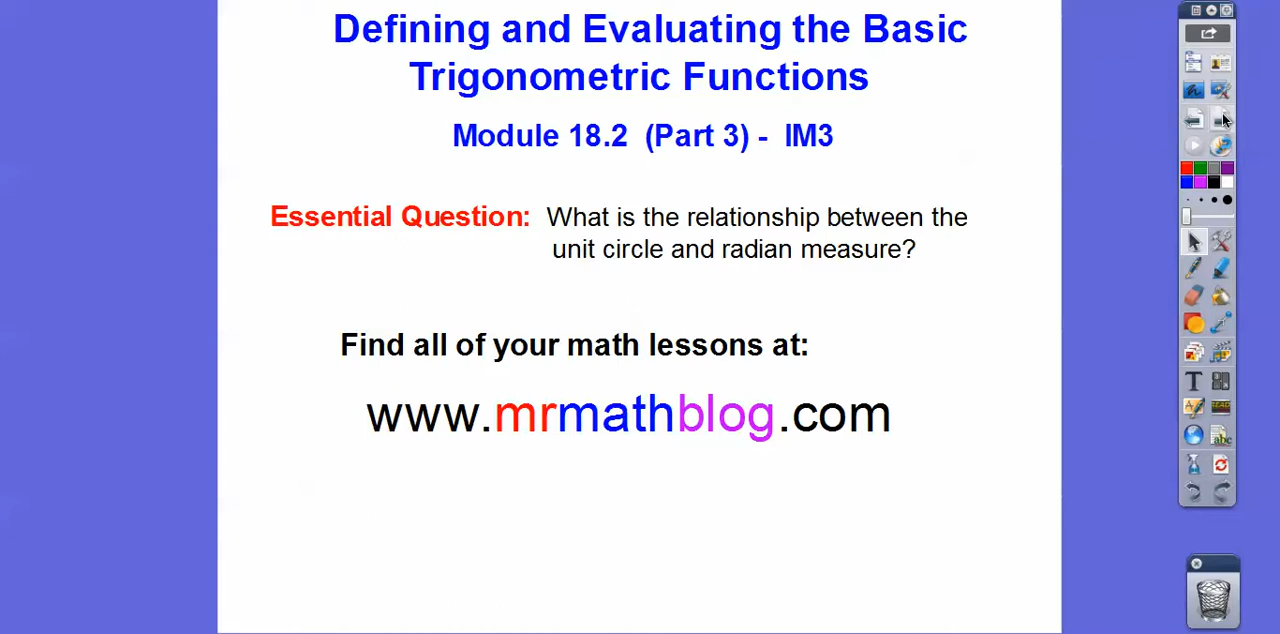 Defining and Evaluating the Basic
Trigonometric Functions
Module 18.2 (Part 3) - IM3
Essential Question: What is the relationship between the
unit circle and radian measure?
Find all of your math lessons at:
www.mrmathblog.com